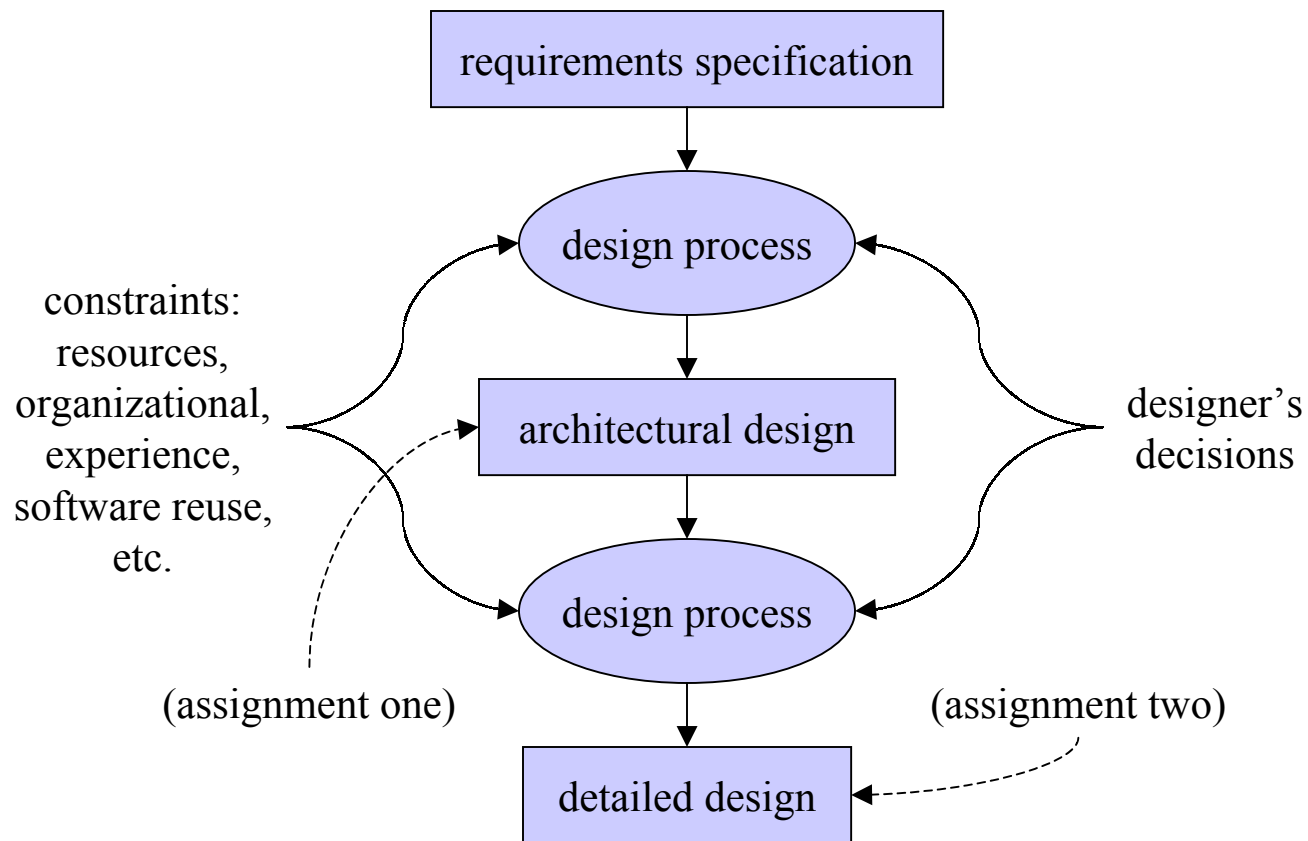 requirements specification
design process
constraints:
resources,
organizational,
experience,
software reuse,
etc.
architectural design
designer’s
decisions
design process
(assignment one)
(assignment two)
detailed design